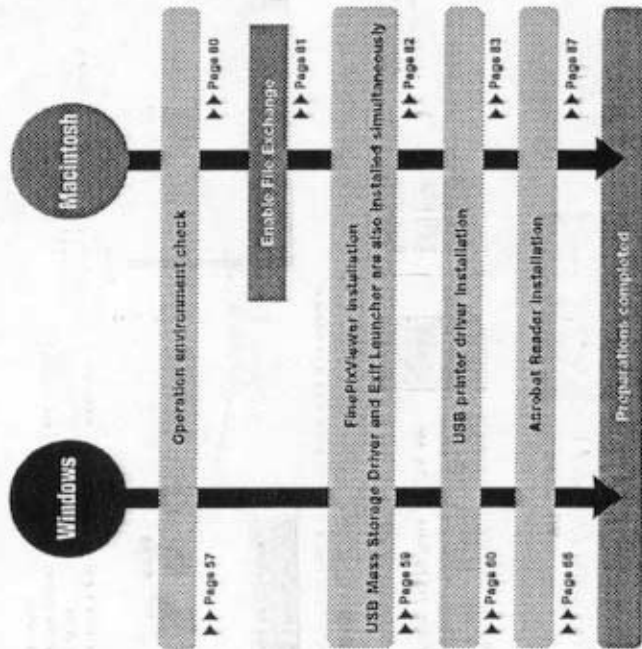 Windows
Macintosh
Operation environment check
▶▶ Page 57
▶▶ Page 80
Enable File Exchange
▶▶ Page 81
FinePixViewer Installation
USB Mass Storage Driver and Exif Launcher are also installed simultaneously
▶▶ Page 59
▶▶ Page 82
USB printer driver installation
▶▶ Page 60
▶▶ Page 83
Acrobat Reader Installation
▶▶ Page 66
▶▶ Page 87
Preparations completed